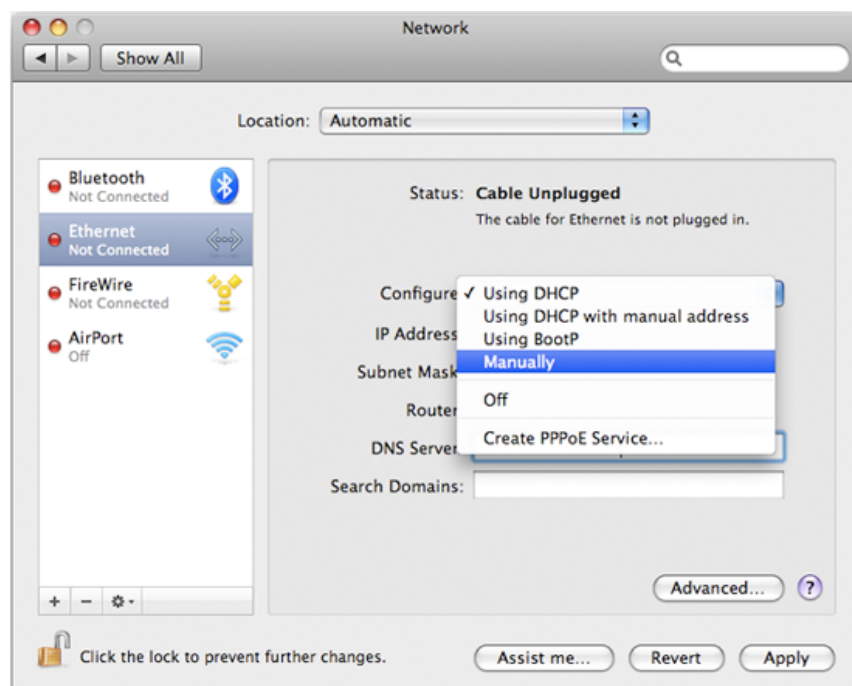 Network
Show All
Location: Automatic
Bluetooth
Not Connected
Ethernet
Not Connected
FireWire
Not Connected
AirPort
Off
Status: Cable Unplugged
The cable for Ethernet is not plugged in.
Configure ✓ Using DHCP
Using DHCP with manual address
Using BootP
Manually
Off
Create PPPoE Service...
IP Address
Subnet Mask
Router
DNS Server
Search Domains:
Advanced... ?
Click the lock to prevent further changes.
Assist me... Revert Apply